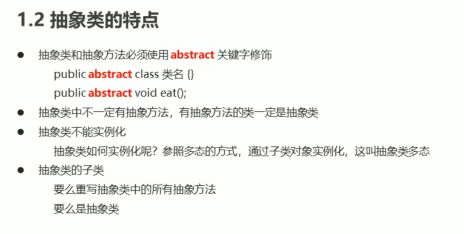 1.2 抽象类的特点
● 抽象类和抽象方法必须使用 abstract 关键字修饰
public abstract class 类名 {}
public abstract void eat();
● 抽象类中不一定有抽象方法，有抽象方法的类一定是抽象类
● 抽象类不能实例化
抽象类如何实例化呢？参照多态的方式，通过子类对象实例化，这叫抽象类多态
● 抽象类的子类
要么重写抽象类中的所有抽象方法
要么是抽象类